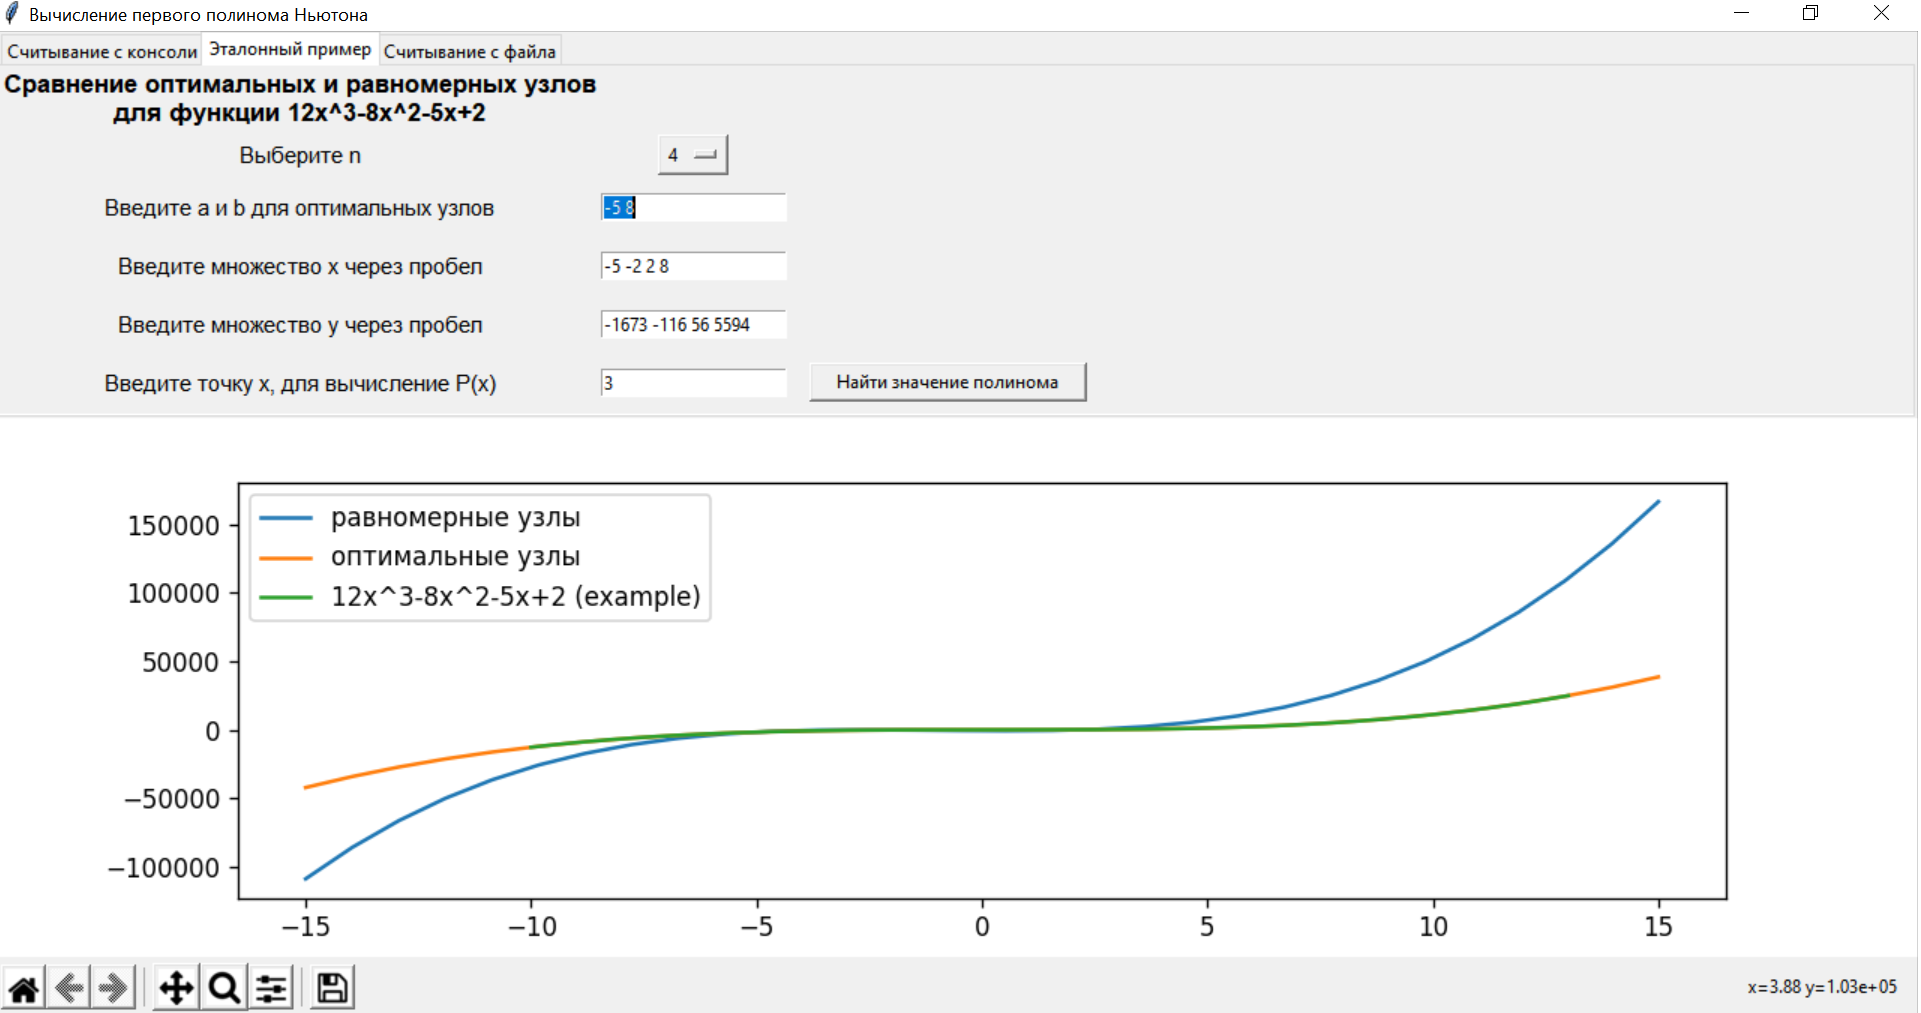 Вычисление первого полинома Ньютона
Считывание с консоли Эталонный пример Считывание с файла
Сравнение оптимальных и равномерных узлов
для функции 12x^3-8x^2-5x+2
Выберите n 4
Введите a и b для оптимальных узлов -5 8
Введите множество x через пробел -5 -2 2 8
Введите множество y через пробел -1673 -116 56 5594
Введите точку x, для вычисление P(x) 3 Найти значение полинома
равномерные узлы
оптимальные узлы
12x^3-8x^2-5x+2 (example)
150000
100000
50000
0
−50000
−100000
−15 −10 −5 0 5 10 15
x=3.88 y=1.03e+05